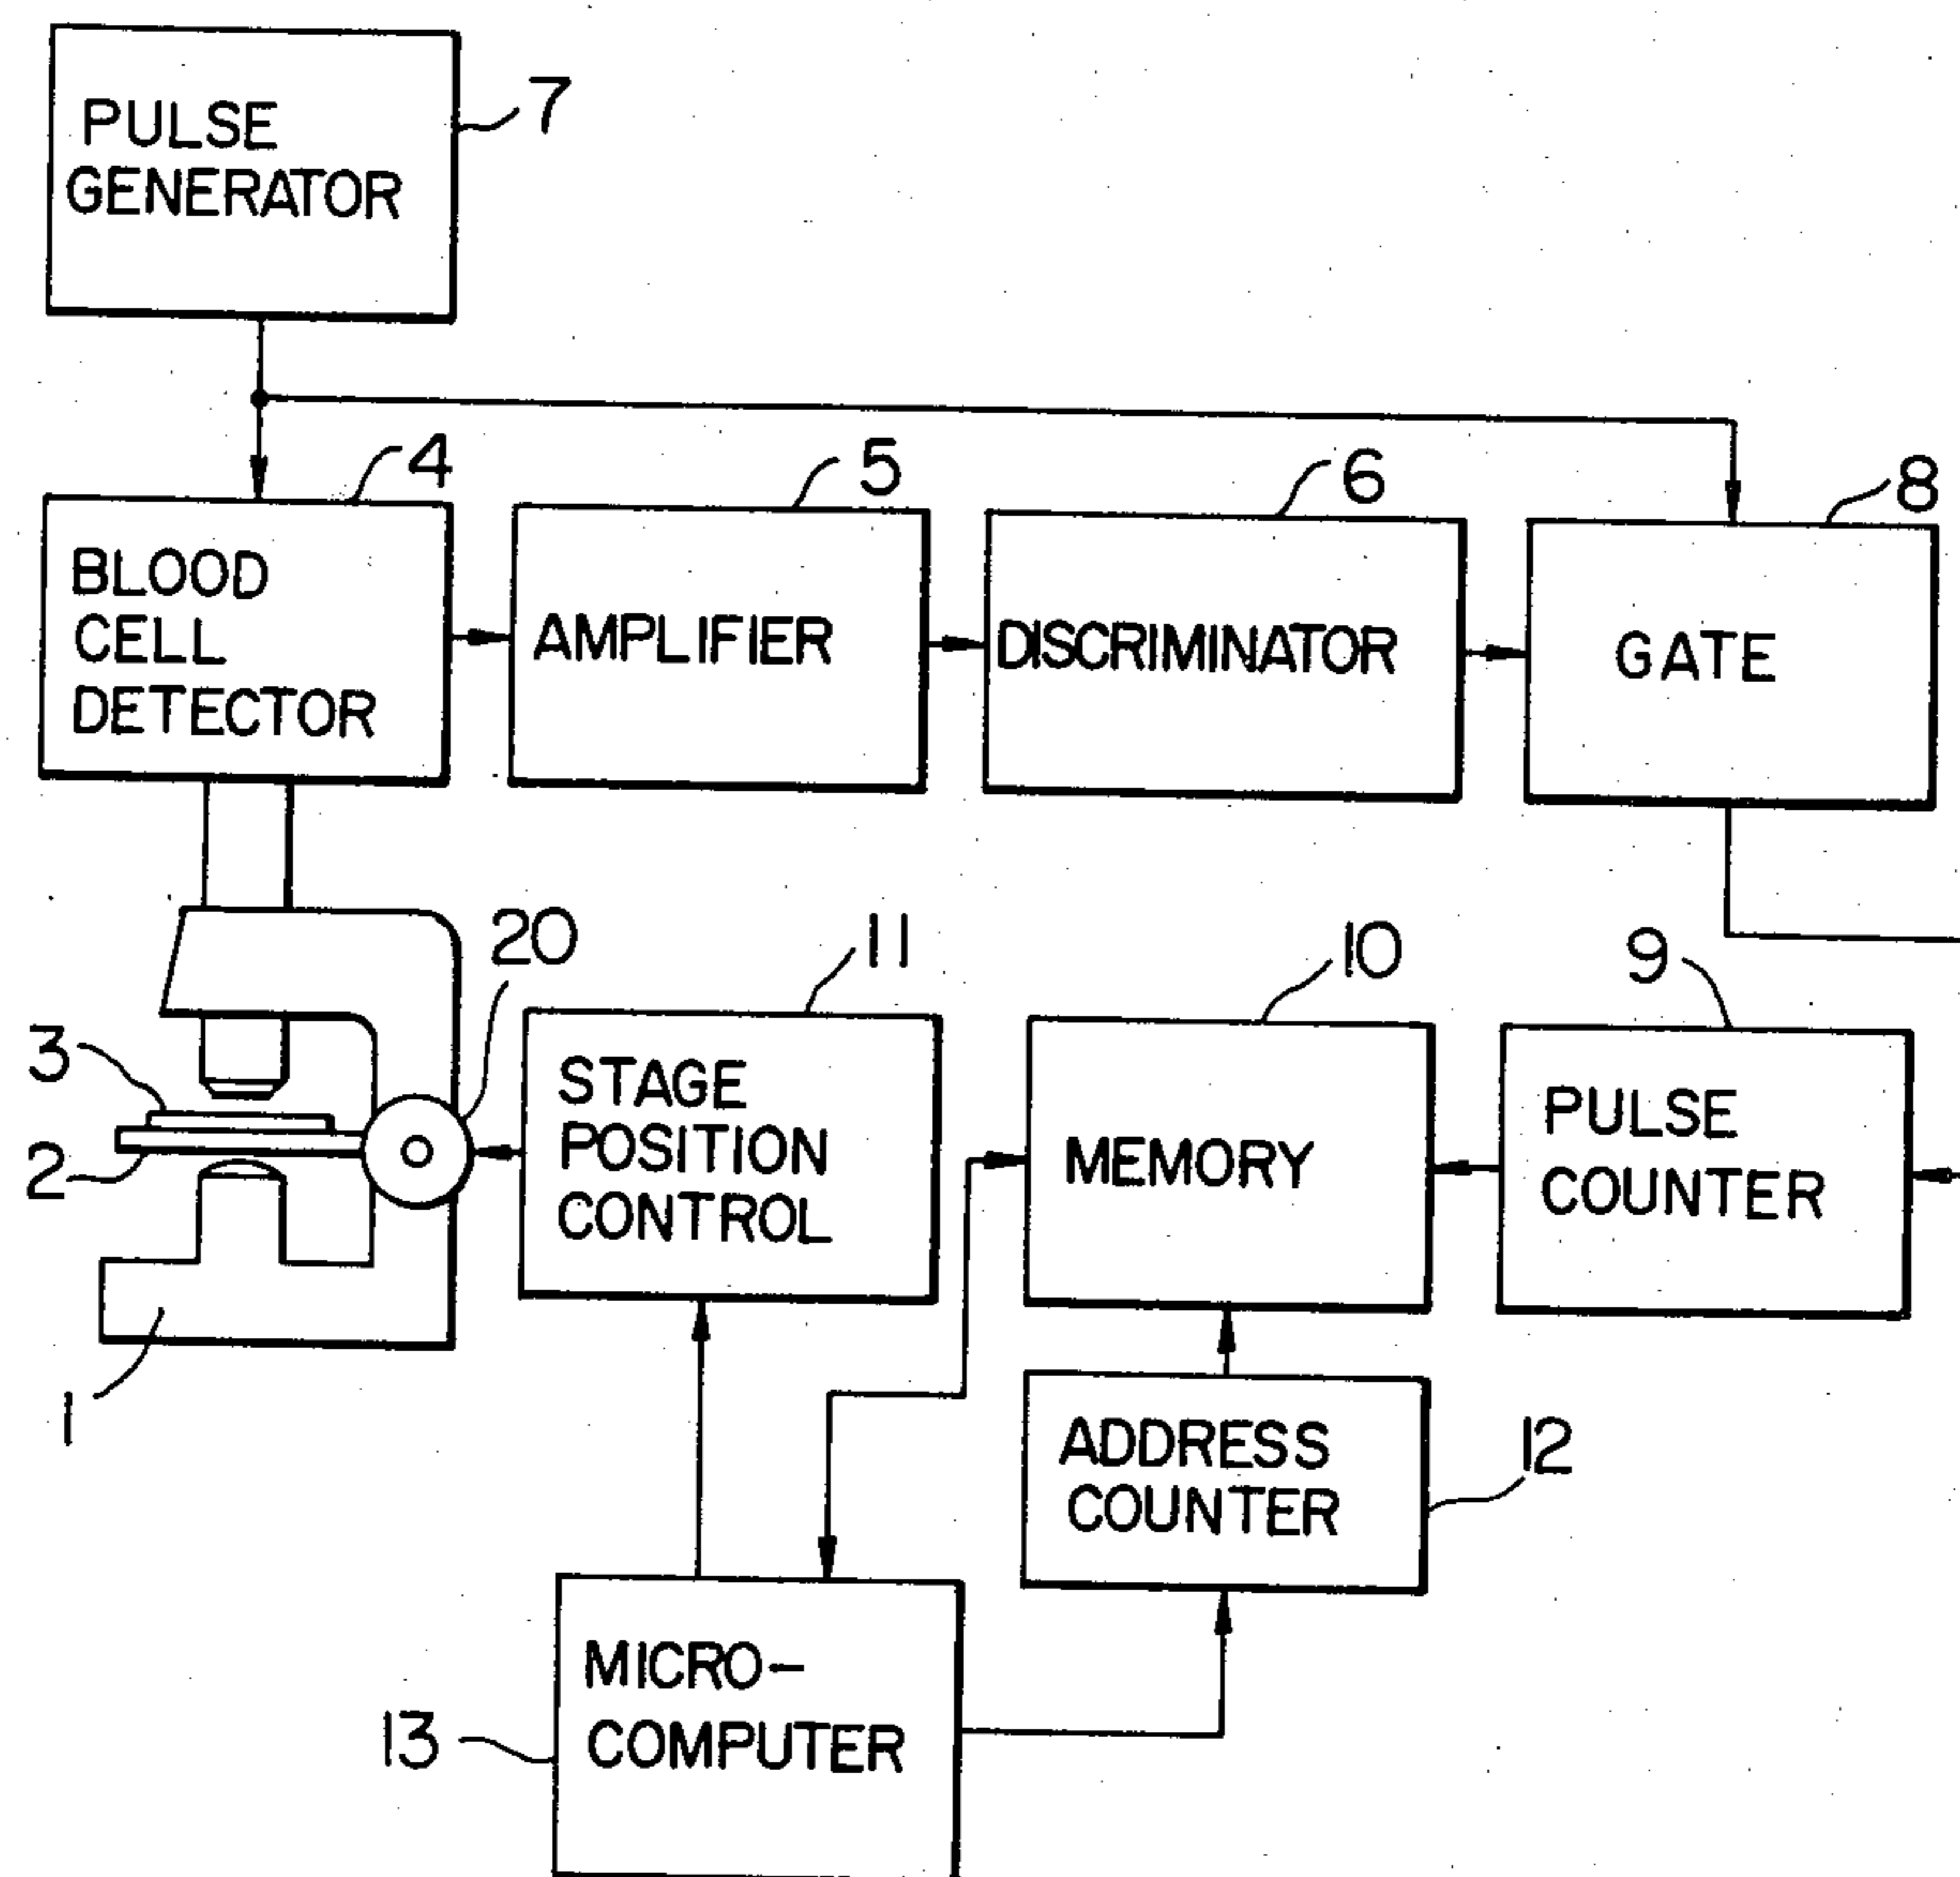 PULSE
GENERATOR
7
4
5
6
8
BLOOD
CELL
DETECTOR
AMPLIFIER
DISCRIMINATOR
GATE
20
11
10
9
3
2
1
STAGE
POSITION
CONTROL
MEMORY
PULSE
COUNTER
ADDRESS
COUNTER
12
MICRO-
COMPUTER
13